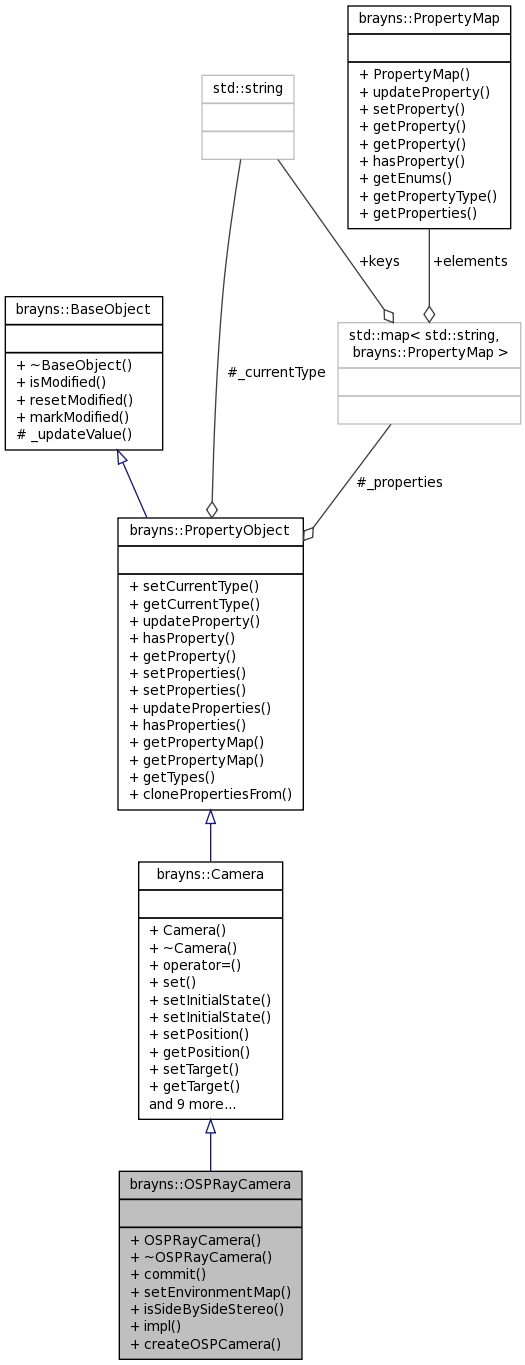 brayns::PropertyMap
+ PropertyMap()
+ updateProperty()
+ setProperty()
+ getProperty()
+ getProperty()
+ hasProperty()
+ getEnums()
+ getPropertyType()
+ getProperties()
std::string
+keys
+elements
brayns::BaseObject
+ ~BaseObject()
+ isModified()
+ resetModified()
+ markModified()
# _updateValue()
std::map< std::string,
brayns::PropertyMap >
#_currentType
#_properties
brayns::PropertyObject
+ setCurrentType()
+ getCurrentType()
+ updateProperty()
+ hasProperty()
+ getProperty()
+ setProperties()
+ setProperties()
+ updateProperties()
+ hasProperties()
+ getPropertyMap()
+ getPropertyMap()
+ getTypes()
+ clonePropertiesFrom()
brayns::Camera
+ Camera()
+ ~Camera()
+ operator=()
+ set()
+ setInitialState()
+ setInitialState()
+ setPosition()
+ getPosition()
+ setTarget()
+ getTarget()
and 9 more...
brayns::OSPRayCamera
+ OSPRayCamera()
+ ~OSPRayCamera()
+ commit()
+ setEnvironmentMap()
+ isSideBySideStereo()
+ impl()
+ createOSPCamera()